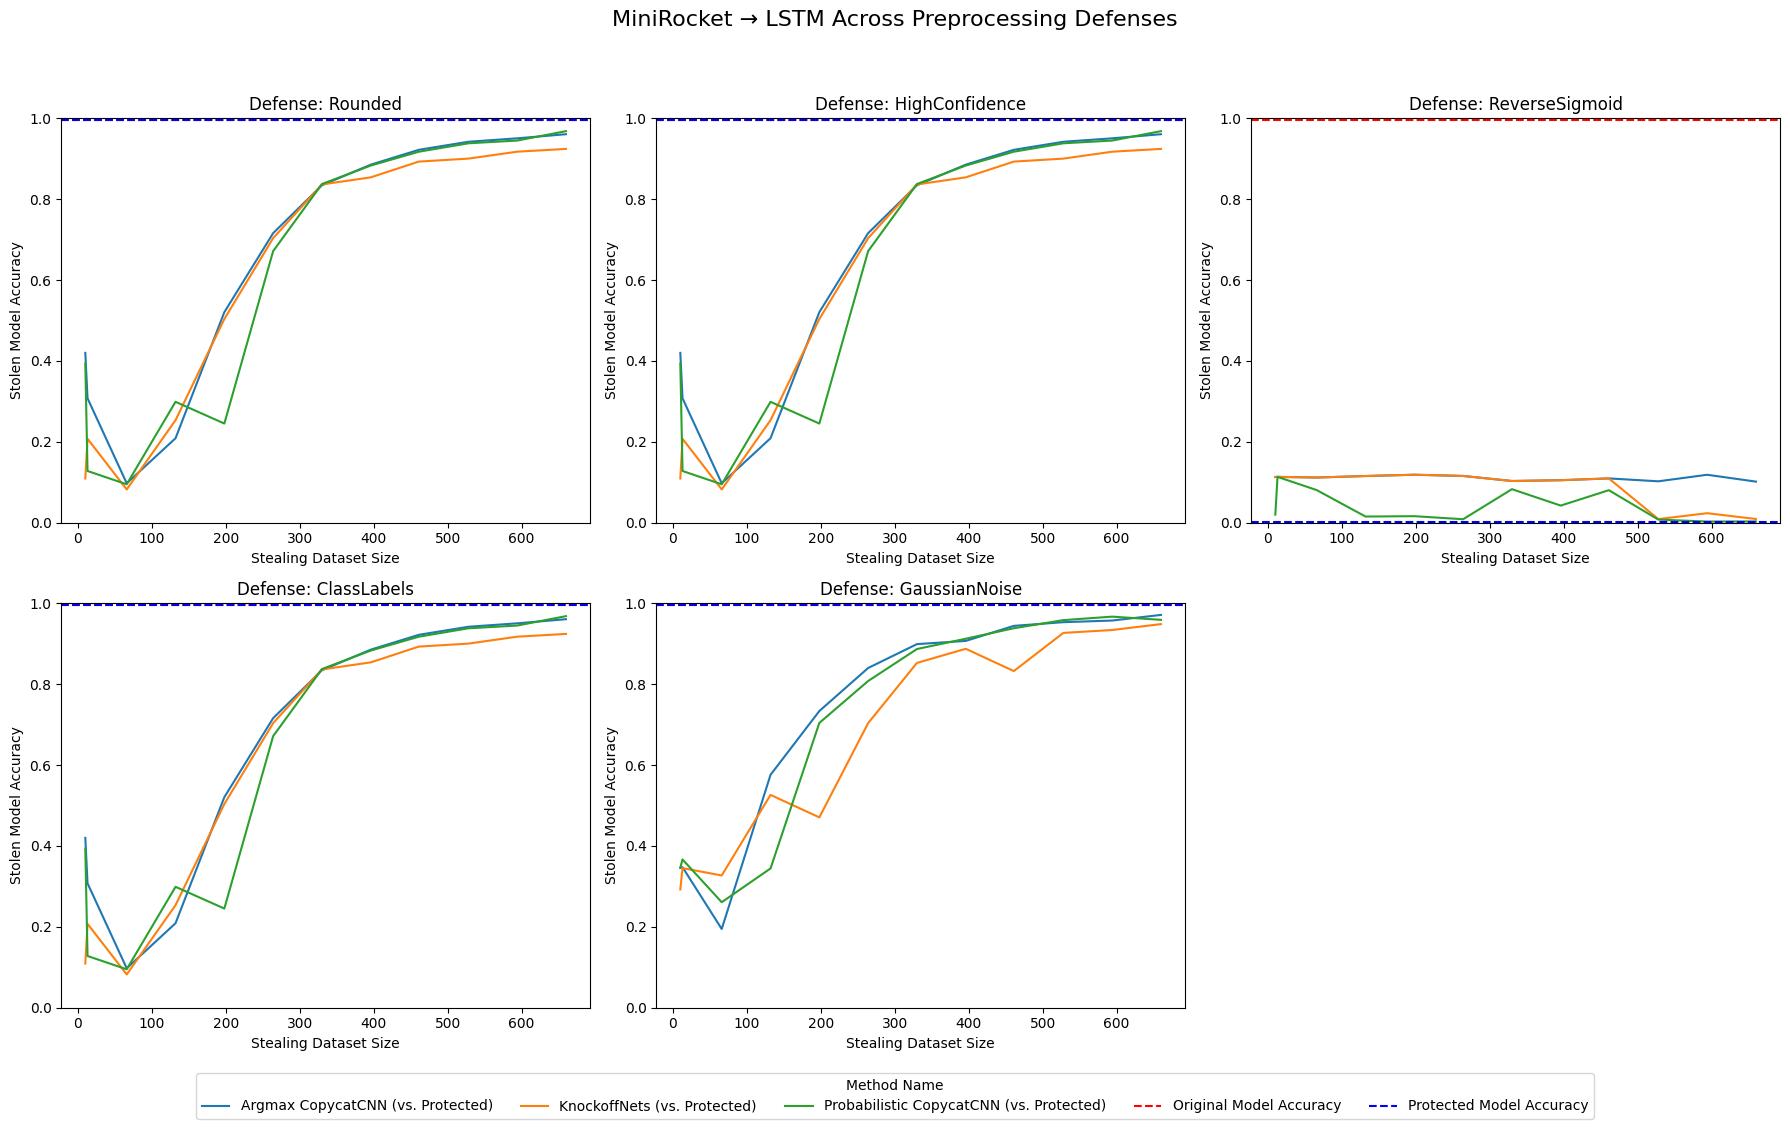 MiniRocket → LSTM Across Preprocessing Defenses
Defense: Rounded
1.0
0.8
0.6
0.4
0.2
0.0
Stolen Model Accuracy
0 100 200 300 400 500 600
Stealing Dataset Size
Defense: HighConfidence
1.0
0.8
0.6
0.4
0.2
0.0
Stolen Model Accuracy
0 100 200 300 400 500 600
Stealing Dataset Size
Defense: ReverseSigmoid
1.0
0.8
0.6
0.4
0.2
0.0
Stolen Model Accuracy
0 100 200 300 400 500 600
Stealing Dataset Size
Defense: ClassLabels
1.0
0.8
0.6
0.4
0.2
0.0
Stolen Model Accuracy
0 100 200 300 400 500 600
Stealing Dataset Size
Defense: GaussianNoise
1.0
0.8
0.6
0.4
0.2
0.0
Stolen Model Accuracy
0 100 200 300 400 500 600
Stealing Dataset Size
Method Name
Argmax CopycatCNN (vs. Protected) KnockoffNets (vs. Protected) Probabilistic CopycatCNN (vs. Protected) Original Model Accuracy Protected Model Accuracy